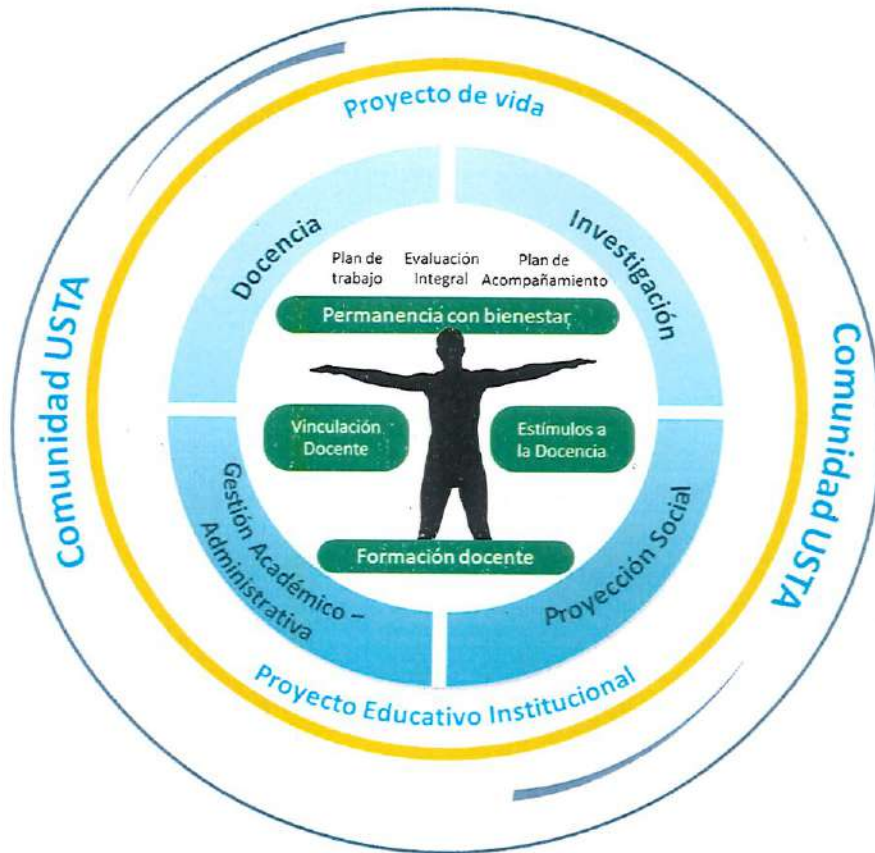 Proyecto de vida
Docencia
Investigación
Plan de
trabajo
Evaluación
Integral
Plan de
Acompañamiento
Permanencia con bienestar
Comunidad USTA
Comunidad USTA
Vinculación
Docente
Estímulos a
la Docencia
Formación docente
Gestión Académico –
Administrativa
Proyección Social
Proyecto Educativo Institucional